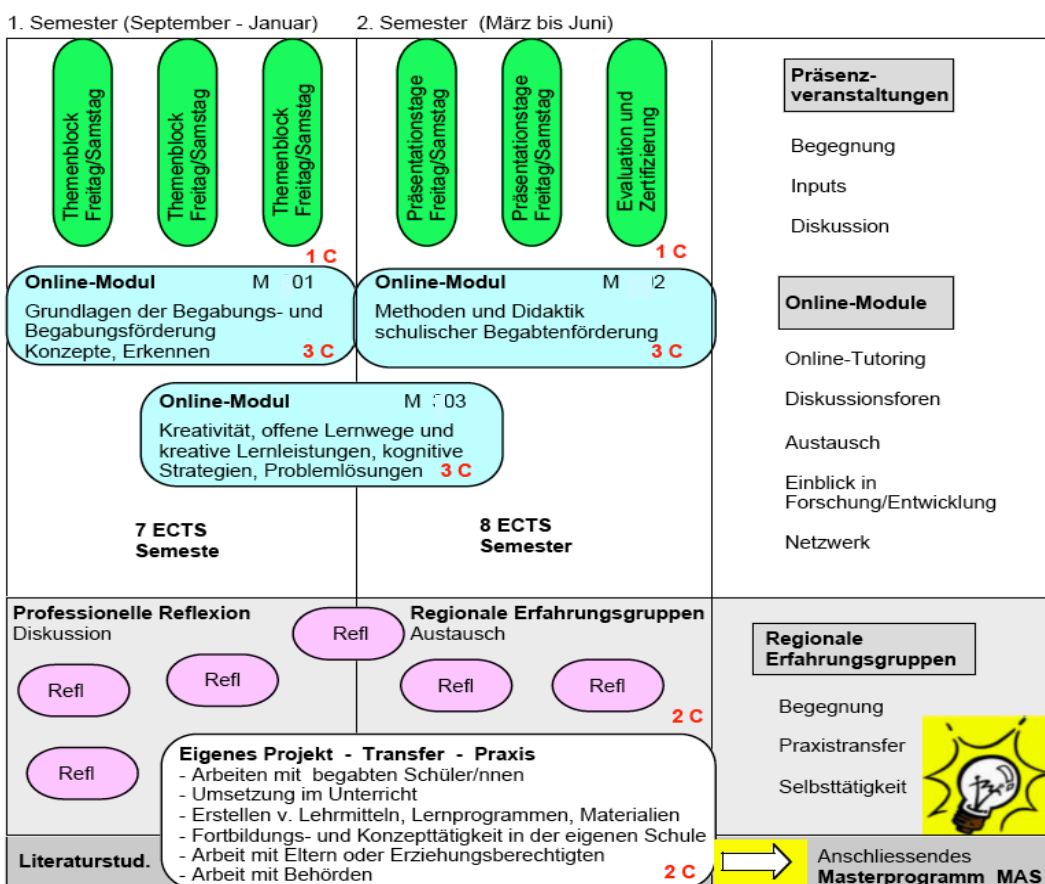 1. Semester (September - Januar)
2. Semester (März bis Juni)
Themenblock
Freitag/Samstag
Themenblock
Freitag/Samstag
Themenblock
Freitag/Samstag
Präsentationstage
Freitag/Samstag
Präsentationstage
Freitag/Samstag
Evaluation und
Zertifizierung
1 C
1 C
Präsenz-
veranstaltungen
Begegnung
Inputs
Diskussion
Online-Modul M 01
Grundlagen der Begabungs- und
Begabungsförderung
Konzepte, Erkennen 3 C
Online-Modul M 2
Methoden und Didaktik
schulischer Begabtenförderung
3 C
Online-Modul M 03
Kreativität, offene Lernwege und
kreative Lernleistungen, kognitive
Strategien, Problemlösungen 3 C
7 ECTS
Semeste
8 ECTS
Semester
Online-Module
Online-Tutoring
Diskussionsforen
Austausch
Einblick in
Forschung/Entwicklung
Netzwerk
Professionelle Reflexion
Diskussion
Refl
Regionale Erfahrungsgruppen
Austausch
Refl
Refl
Refl
Refl
2 C
Refl
Regionale
Erfahrungsgruppen
Begegnung
Praxistransfer
Selbsttätigkeit
Eigenes Projekt - Transfer - Praxis
- Arbeiten mit begabten Schüler/nnen
- Umsetzung im Unterricht
- Erstellen v. Lehrmitteln, Lernprogrammen, Materialien
- Fortbildungs- und Konzepttätigkeit in der eigenen Schule
- Arbeit mit Eltern oder Erziehungsberechtigten
- Arbeit mit Behörden 2 C
Literaturstud.
Anschliessendes
Masterprogramm MAS